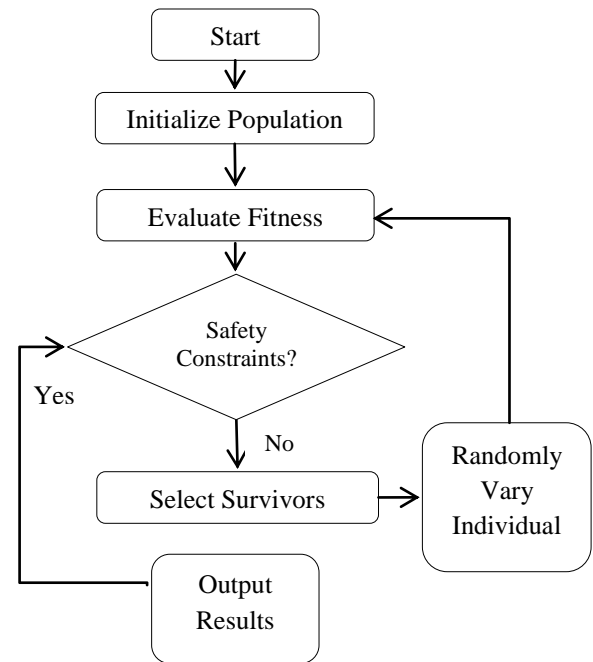 Start
Initialize Population
Evaluate Fitness
Safety
Constraints?
Yes
No
Select Survivors
Randomly
Vary
Individual
Output
Results